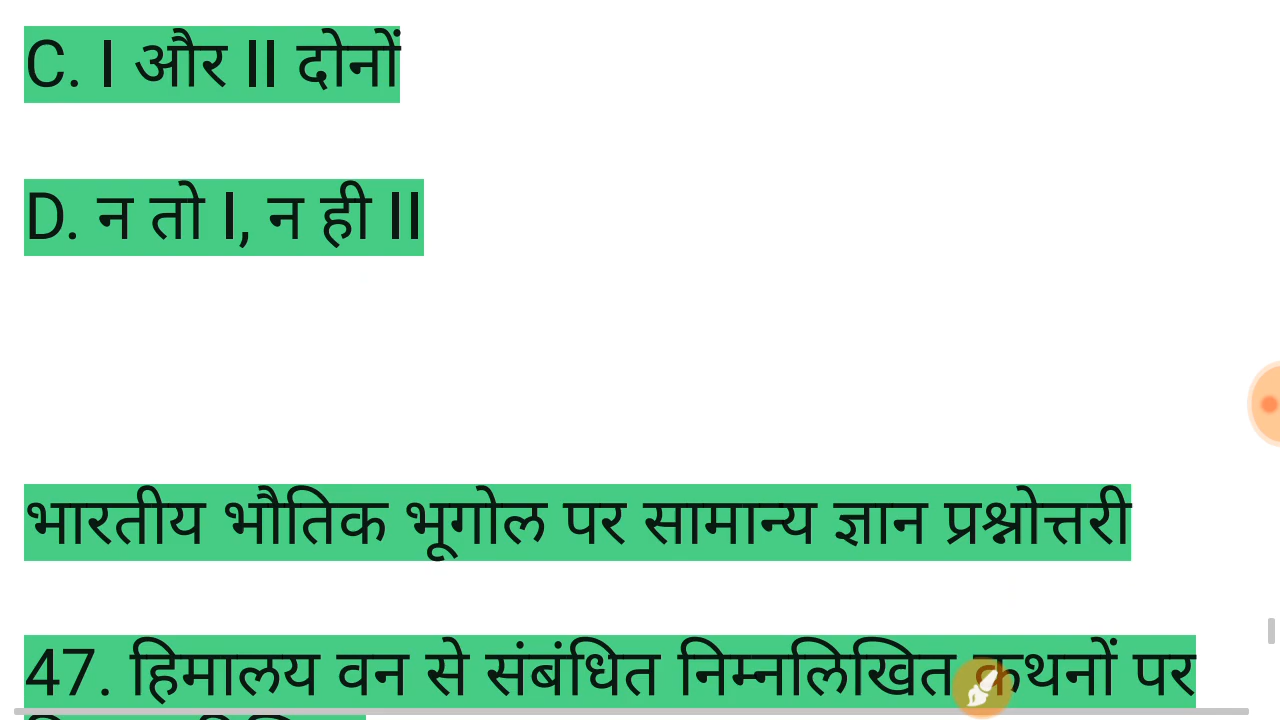 C. I और II दोनों
D. न तो I, न ही II
भारतीय भौतिक भूगोल पर सामान्य ज्ञान प्रश्नोत्तरी
47. हिमालय वन से संबंधित निम्नलिखित कथनों पर